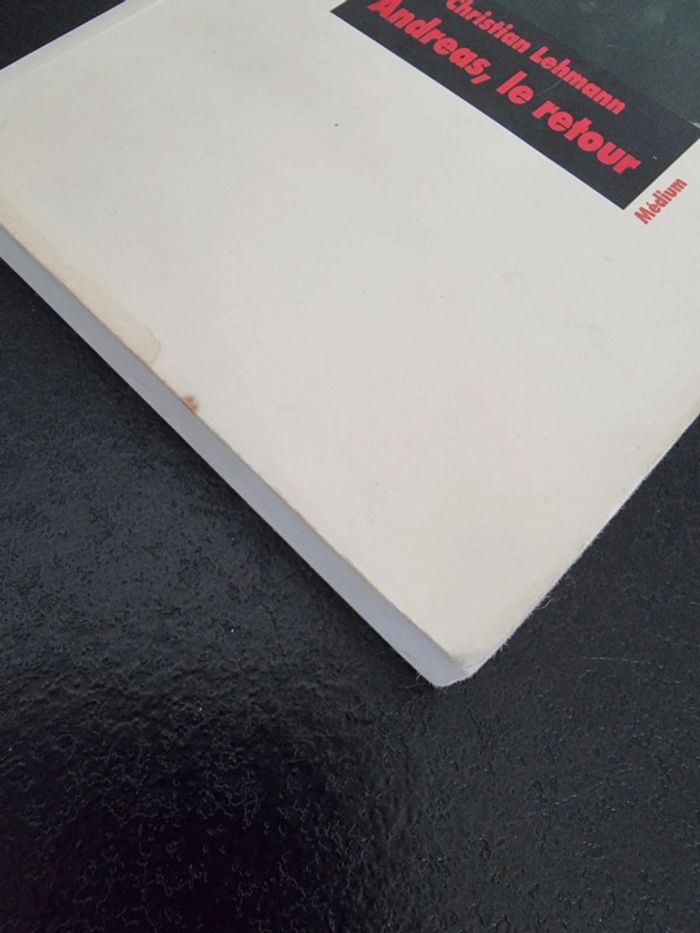 Christian Lehmann
Andreas, le retour
Médium